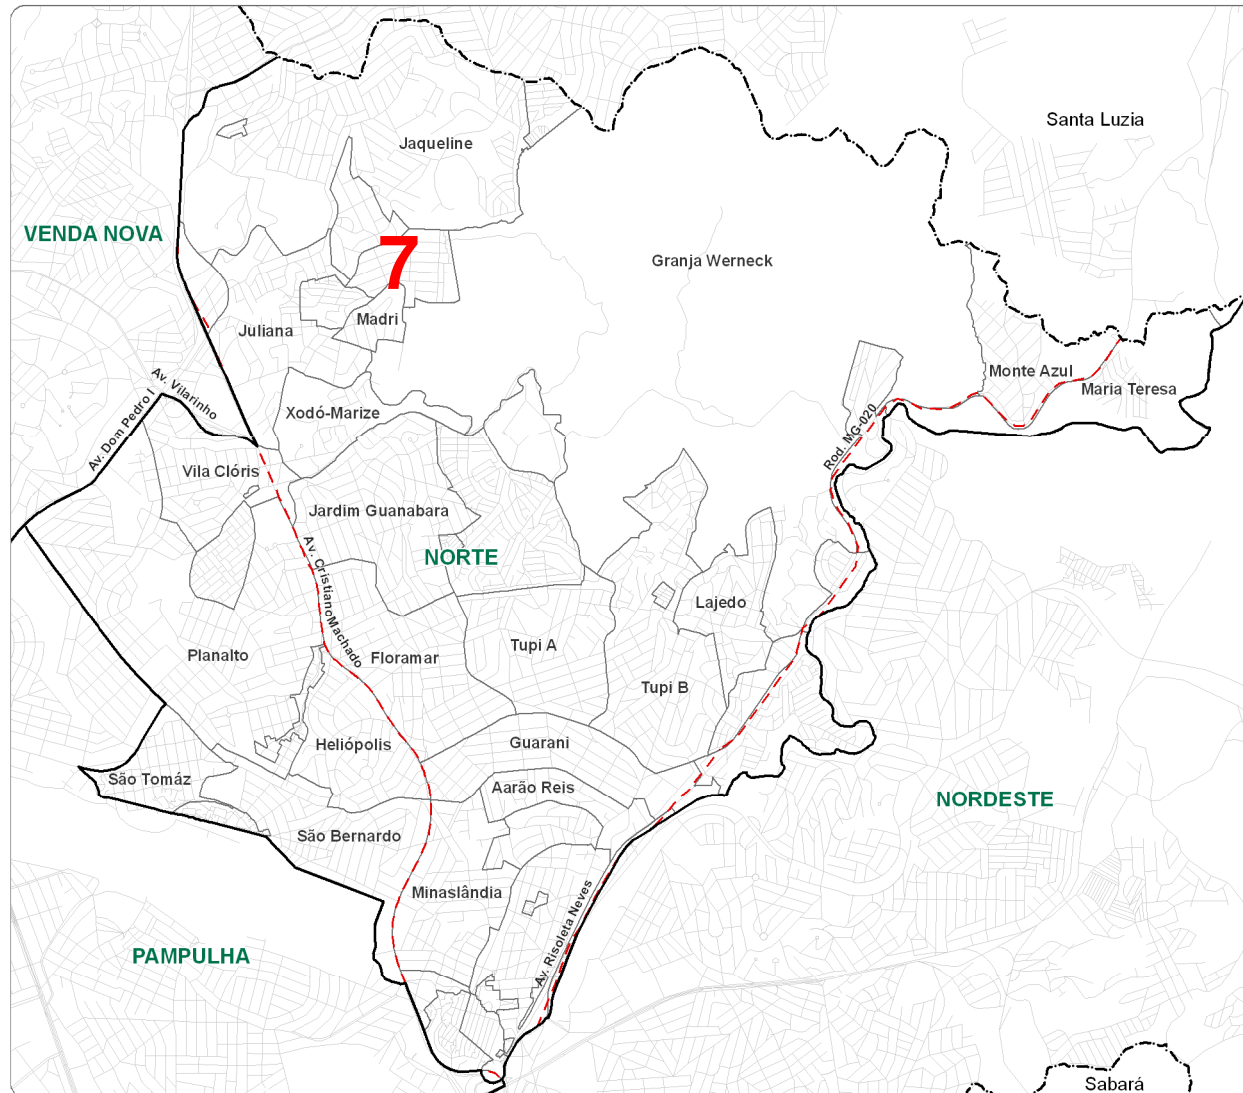 Santa Luzia
Jaqueline
VENDA NOVA
7
Granja Werneck
Madri
Juliana
Monte Azul
Maria Teresa
Av. Vilarinho
Av. Dom Pedro I
Xodó-Marize
Rod. MG-020
Vila Clóris
Jardim Guanabara
NORTE
Av. CristianoMachado
Lajedo
Tupi A
Planalto
Floramar
Tupi B
Heliópolis
Guarani
São Tomáz
Aarão Reis
NORDESTE
São Bernardo
Minaslândia
Av. Risoleta Neves
PAMPULHA
Sabará